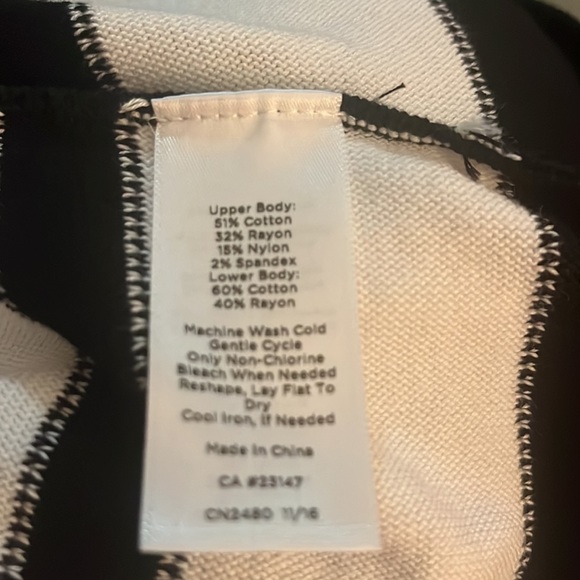 Upper Body:
51% Cotton
32% Rayon
15% Nylon
2% Spandex
Lower Body:
60% Cotton
40% Rayon
Machine Wash Cold
Gentle Cycle
Only Non-Chlorine
Bleach When Needed
Reshape, Lay Flat To
Dry
Cool Iron, If Needed
Made In China
CA #23147
CN2480 11/16